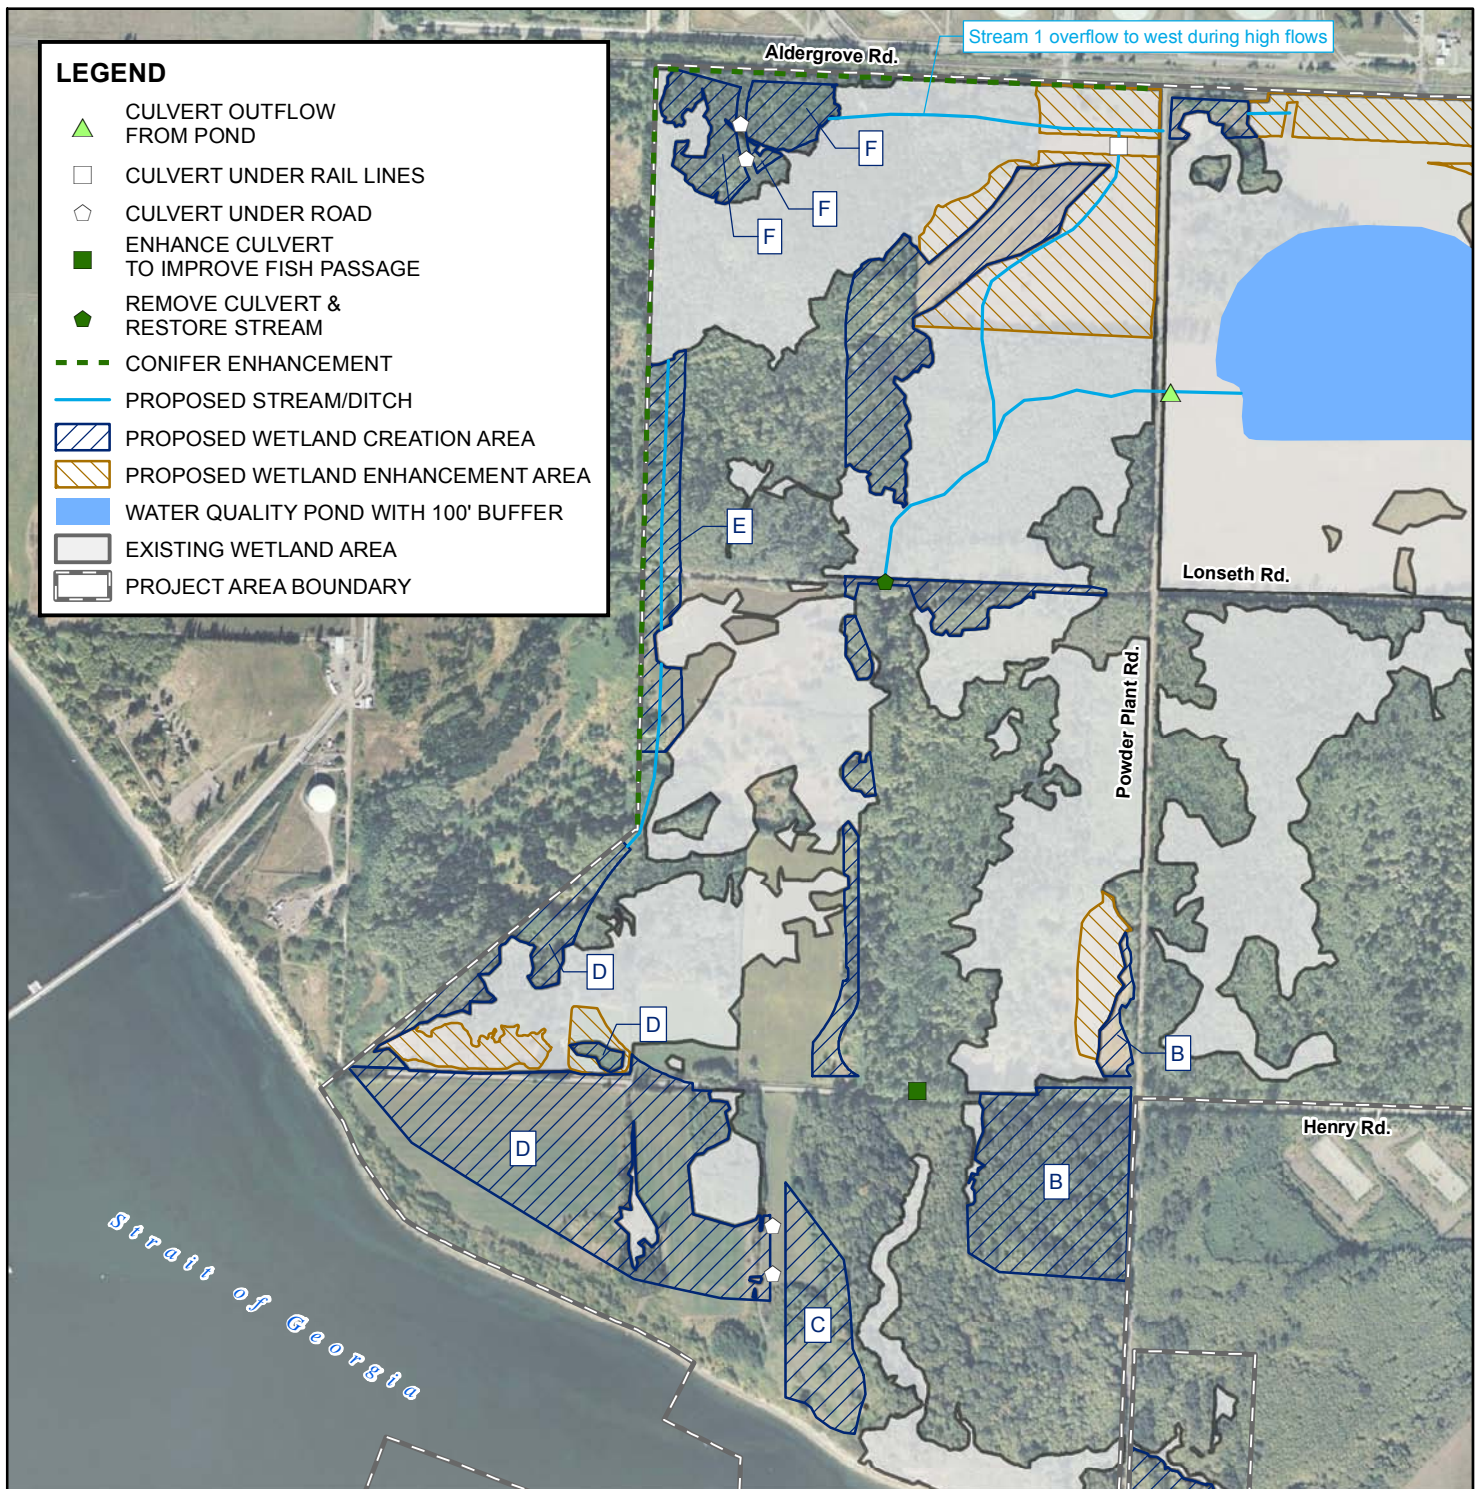 LEGEND
CULVERT OUTFLOW
FROM POND
CULVERT UNDER RAIL LINES
CULVERT UNDER ROAD
ENHANCE CULVERT
TO IMPROVE FISH PASSAGE
REMOVE CULVERT &
RESTORE STREAM
CONIFER ENHANCEMENT
PROPOSED STREAM/DITCH
PROPOSED WETLAND CREATION AREA
PROPOSED WETLAND ENHANCEMENT AREA
WATER QUALITY POND WITH 100' BUFFER
EXISTING WETLAND AREA
PROJECT AREA BOUNDARY
Aldergrove Rd.
Stream 1 overflow to west during high flows
F
F
F
E
Lonseth Rd.
Powder Plant Rd.
D
D
B
Henry Rd.
D
B
C
Strait of Georgia